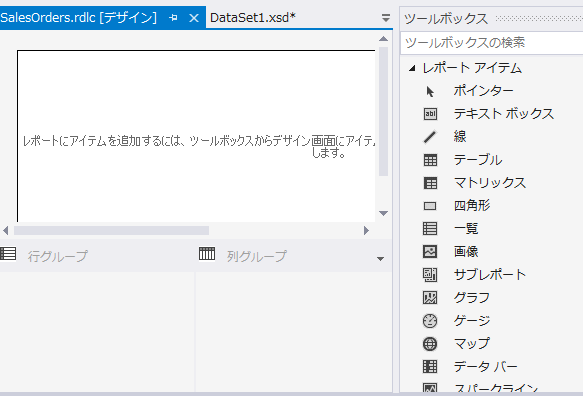 SalesOrders.rdlc [デザイン]
DataSet1.xsd*
レポートにアイテムを追加するには、ツールボックスからデザイン画面にアイテム
します。
行グループ
列グループ
ツールボックス
ツールボックスの検索
レポート アイテム
ポインター
テキスト ボックス
線
テーブル
マトリックス
四角形
一覧
画像
サブレポート
グラフ
ゲージ
マップ
データ バー
スパークライン